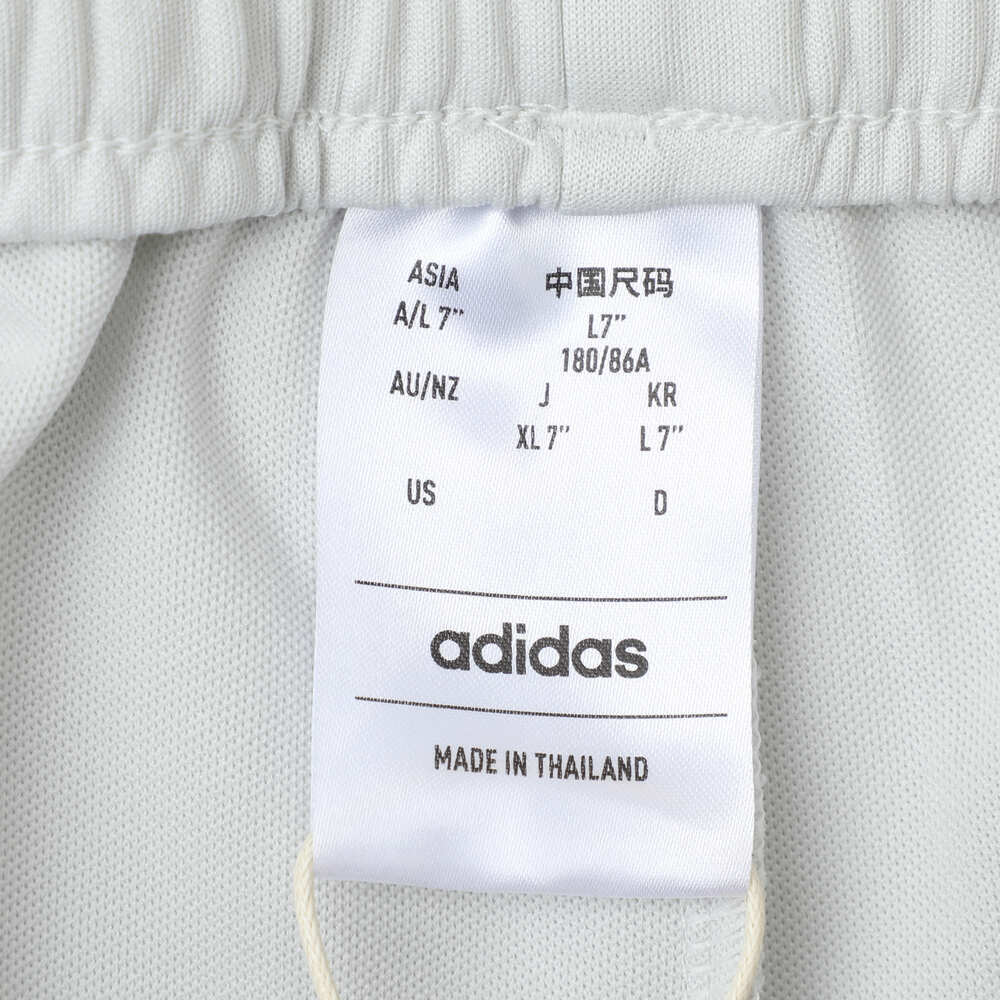 ASIA 中国尺码
A/L 7" L7"
180/86A
AU/NZ J KR
XL 7" L 7"
US D
adidas
MADE IN THAILAND